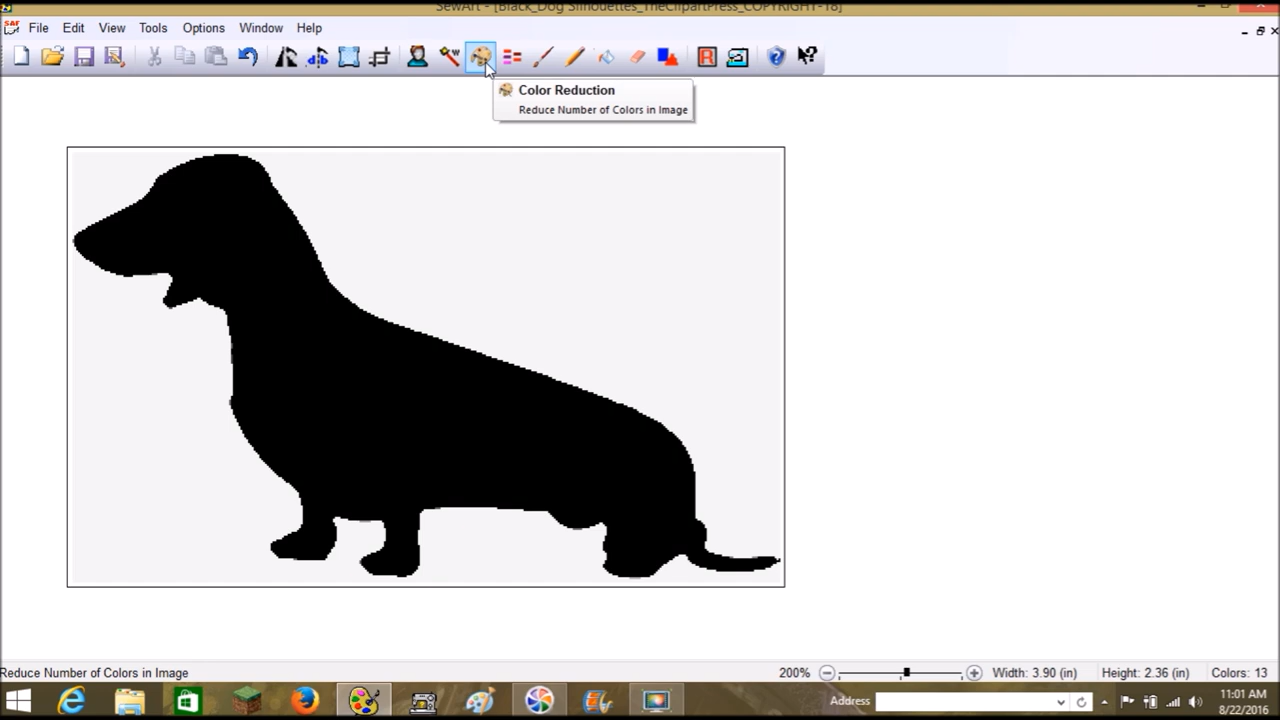 SewArt - [Black_Dog Silhouettes_TheClipartPress_COPYRIGHT-18]
SAF File Edit View Tools Options Window Help
R
Color Reduction
Reduce Number of Colors in Image
Reduce Number of Colors in Image 200% Width: 3.90 (in) Height: 2.36 (in) Colors: 13
Address 11:01 AM
8/22/2016